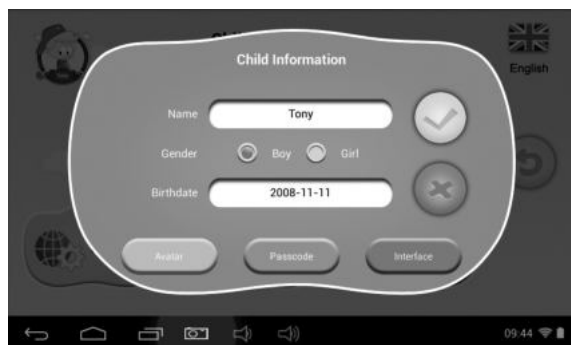 English
Child Information
Name Tony
Gender Boy Girl
Birthdate 2008-11-11
Avatar Passcode Interface
09:44